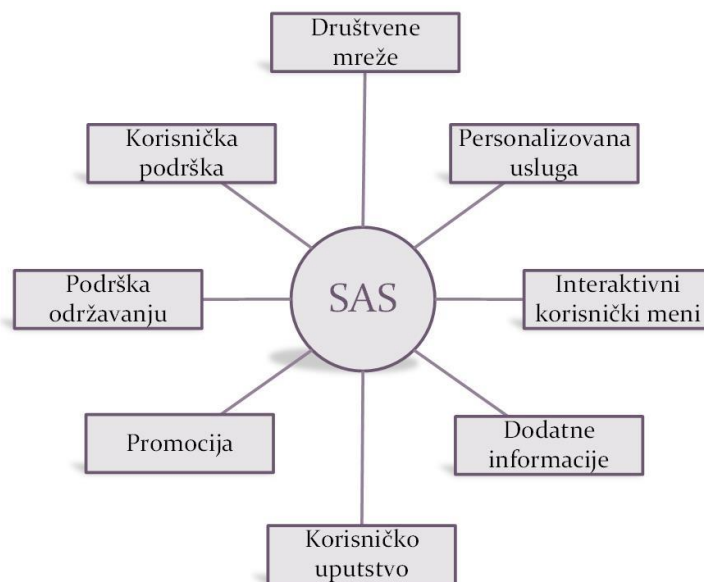 Društvene
mreže
Korisnička
podrška
Personalizovana
usluga
Podrška
održavanju
SAS
Interaktivni
korisnički meni
Promocija
Dodatne
informacije
Korisničko
uputstvo